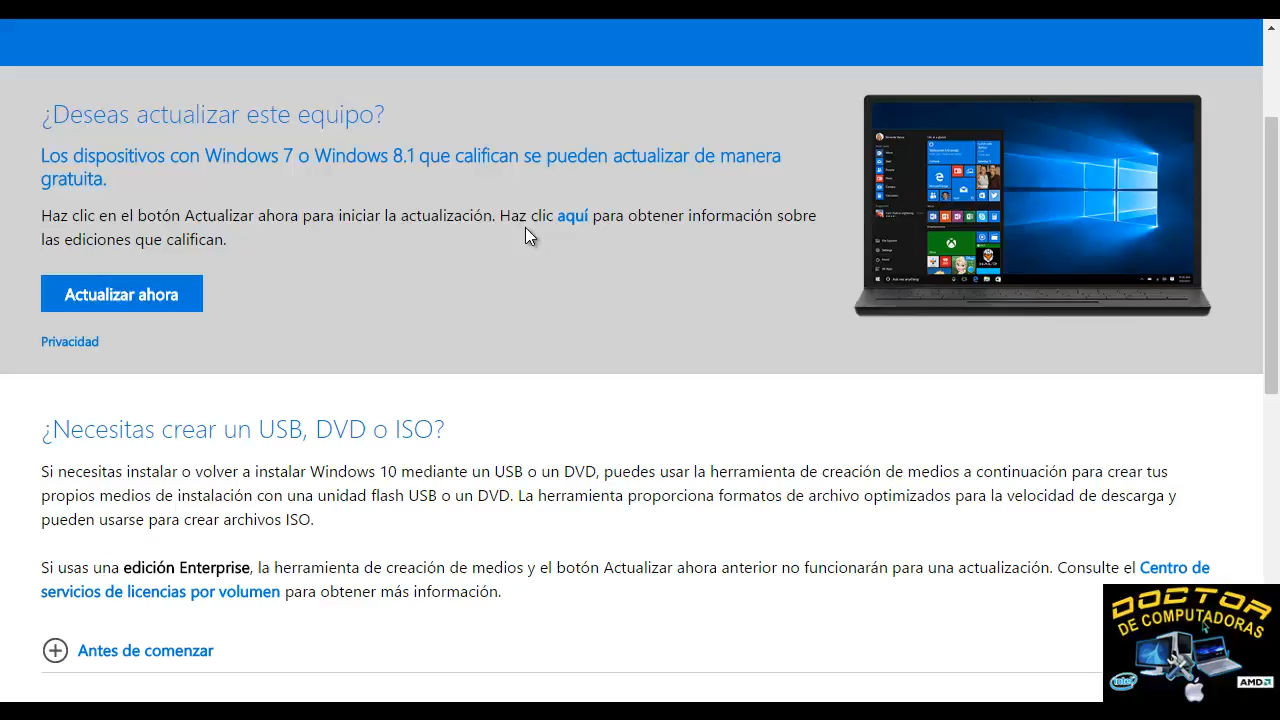 ¿Deseas actualizar este equipo?
Los dispositivos con Windows 7 o Windows 8.1 que califican se pueden actualizar de manera
gratuita.
Haz clic en el botón Actualizar ahora para iniciar la actualización. Haz clic aquí para obtener información sobre
las ediciones que califican.
Actualizar ahora
Privacidad
¿Necesitas crear un USB, DVD o ISO?
Si necesitas instalar o volver a instalar Windows 10 mediante un USB o un DVD, puedes usar la herramienta de creación de medios a continuación para crear tus
propios medios de instalación con una unidad flash USB o un DVD. La herramienta proporciona formatos de archivo optimizados para la velocidad de descarga y
pueden usarse para crear archivos ISO.
Si usas una edición Enterprise, la herramienta de creación de medios y el botón Actualizar ahora anterior no funcionarán para una actualización. Consulte el Centro de
servicios de licencias por volumen para obtener más información.
Antes de comenzar
DOCTOR
DE COMPUTADORAS
intel
AMD